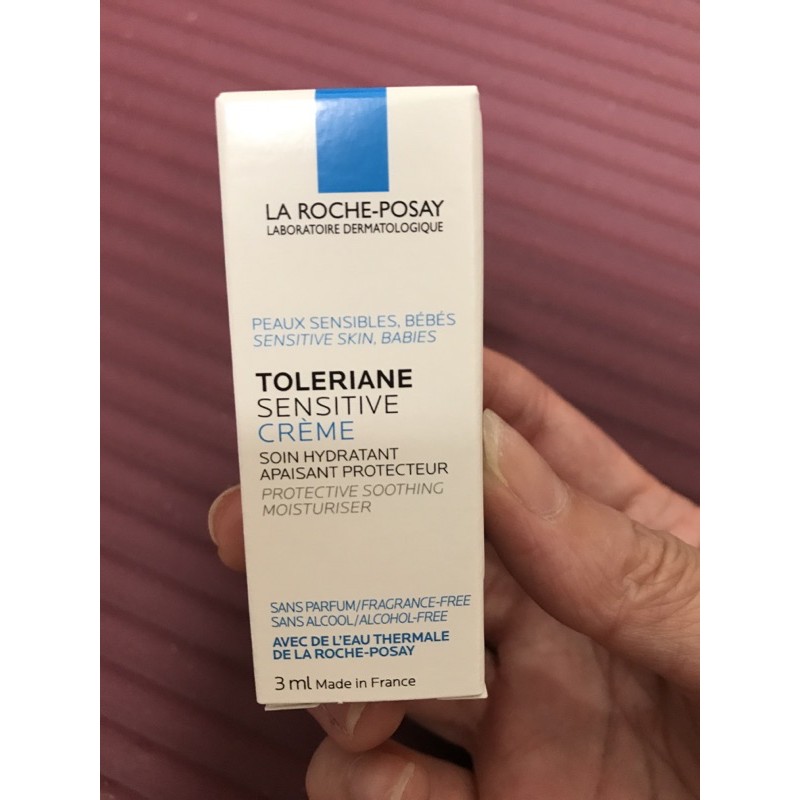 LA ROCHE-POSAY
LABORATOIRE DERMATOLOGIQUE
PEAUX SENSIBLES, BÉBÉS
SENSITIVE SKIN, BABIES
TOLERIANE
SENSITIVE
CRÈME
SOIN HYDRATANT
APAISANT PROTECTEUR
PROTECTIVE SOOTHING
MOISTURISER
SANS PARFUM/FRAGRANCE-FREE
SANS ALCOOL/ALCOHOL-FREE
AVEC DE L'EAU THERMALE
DE LA ROCHE-POSAY
3 ml Made in France